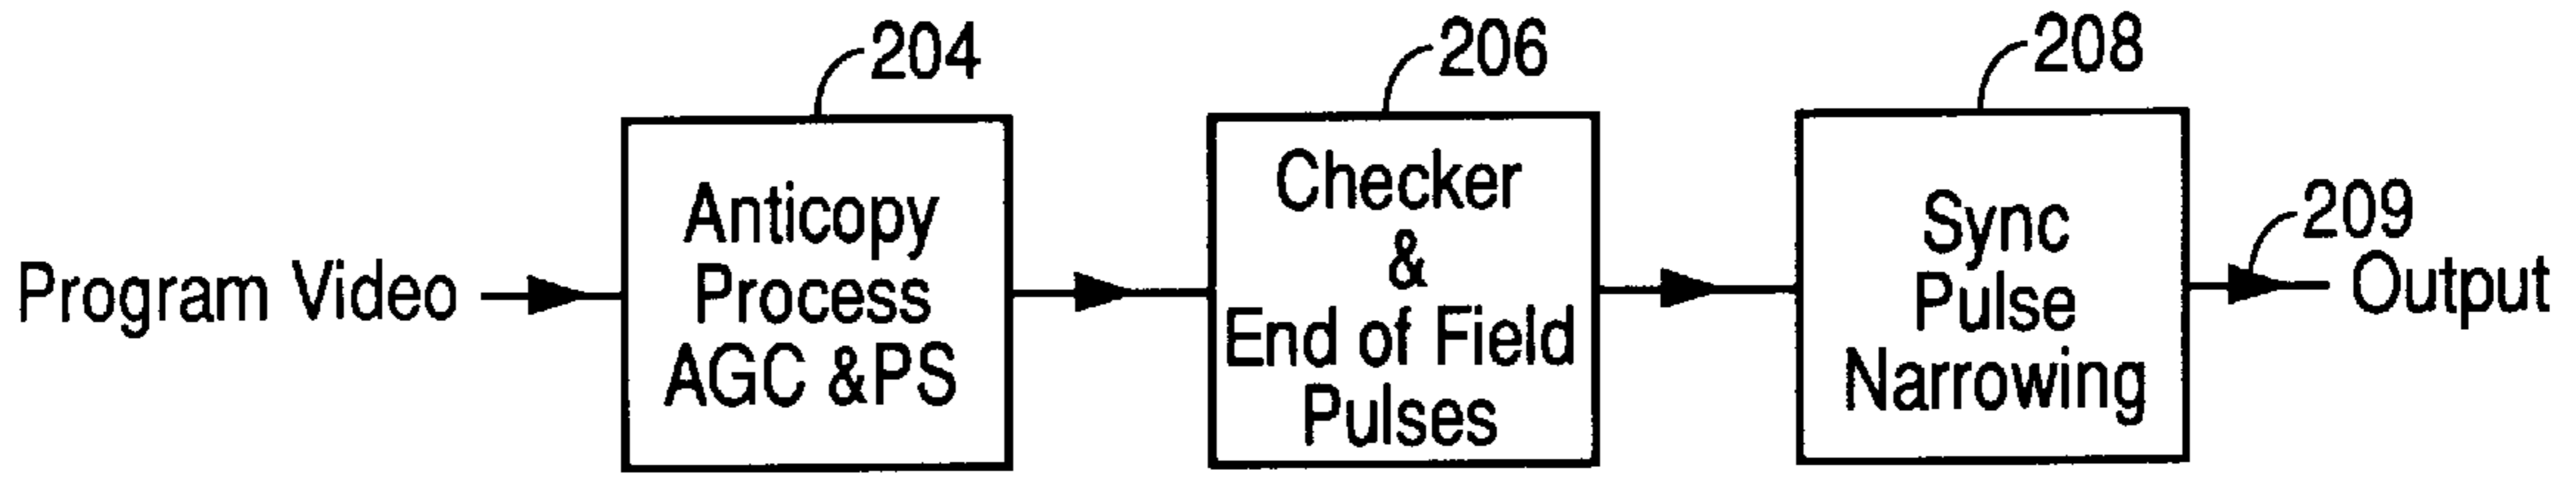 204
206
208
209
Program Video
Anticopy
Process
AGC &PS
Checker
&
End of Field
Pulses
Sync
Pulse
Narrowing
Output